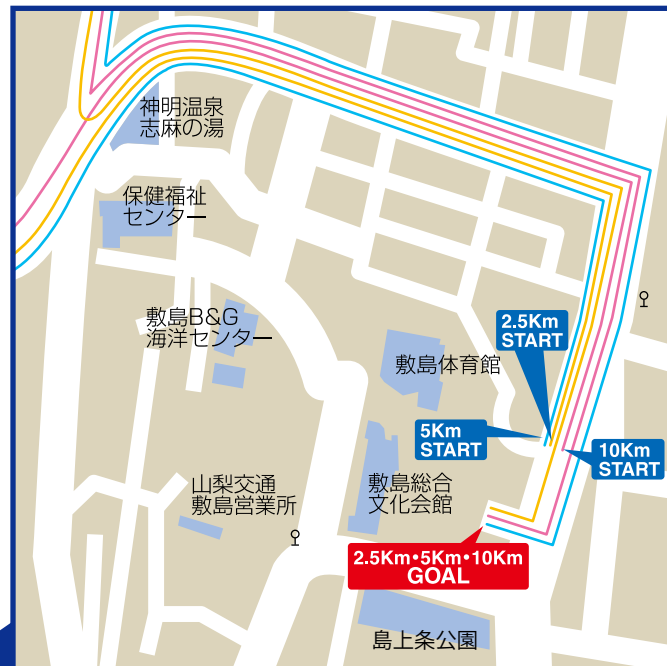 神明温泉
志麻の湯
保健福祉
センター
敷島B&G
海洋センター
2.5Km
START
敷島体育館
5Km
START
10Km
START
山梨交通
敷島営業所
敷島総合
文化会館
2.5Km•5Km•10Km
GOAL
島上条公園